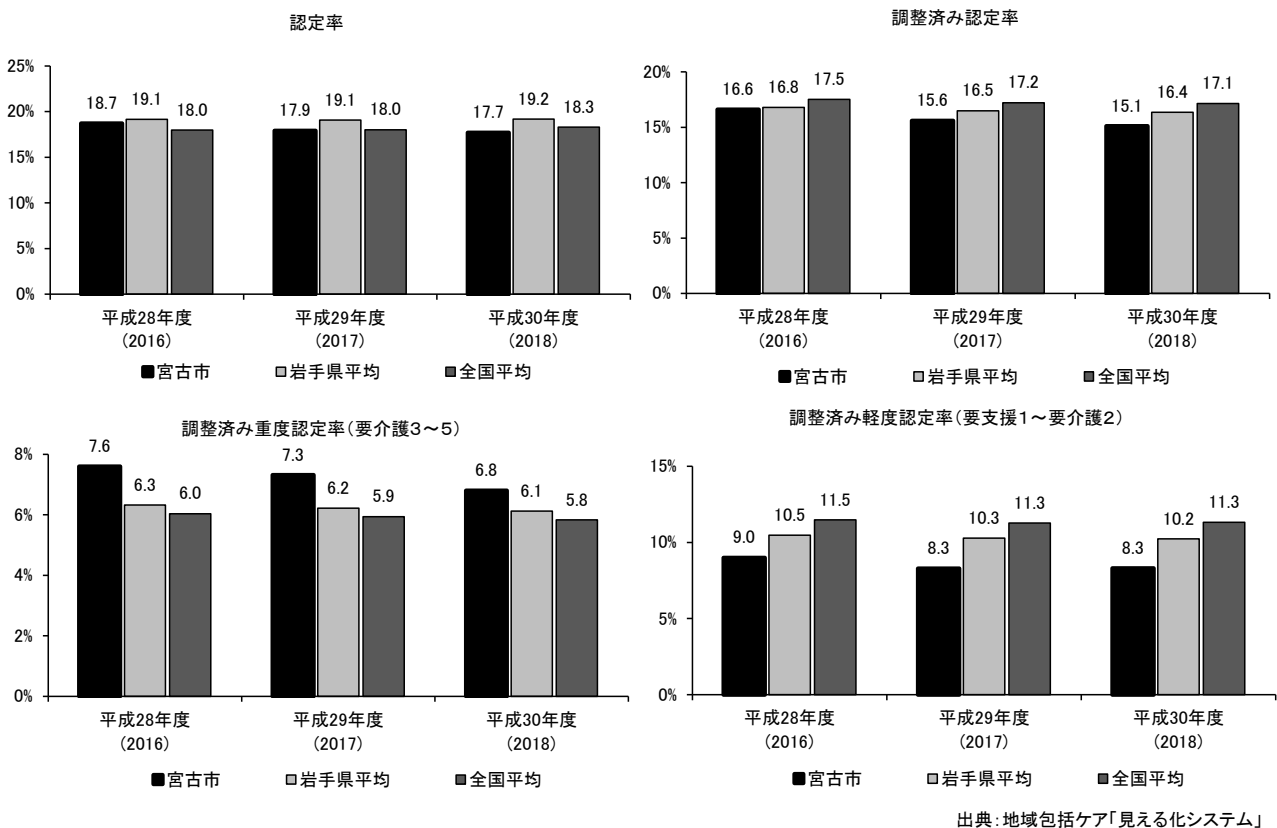 認定率
25%
20%
15%
10%
5%
0%
18.7 19.1 18.0
17.9 19.1 18.0
17.7 19.2 18.3
平成28年度 平成29年度 平成30年度
(2016) (2017) (2018)
■宮古市 ■岩手県平均 ■全国平均
調整済み認定率
20%
15%
10%
5%
0%
16.6 16.8 17.5
15.6 16.5 17.2
15.1 16.4 17.1
平成28年度 平成29年度 平成30年度
(2016) (2017) (2018)
■宮古市 □岩手県平均 ■全国平均
調整済み重度認定率(要介護3~5)
8%
6%
4%
2%
0%
7.6 6.3 6.0
7.3 6.2 5.9
6.8 6.1 5.8
平成28年度 平成29年度 平成30年度
(2016) (2017) (2018)
■宮古市 ■岩手県平均 ■全国平均
調整済み軽度認定率(要支援1~要介護2)
15%
10%
5%
0%
9.0 10.5 11.5
8.3 10.3 11.3
8.3 10.2 11.3
平成28年度 平成29年度 平成30年度
(2016) (2017) (2018)
■宮古市 □岩手県平均 ■全国平均
出典:地域包括ケア「見える化システム」